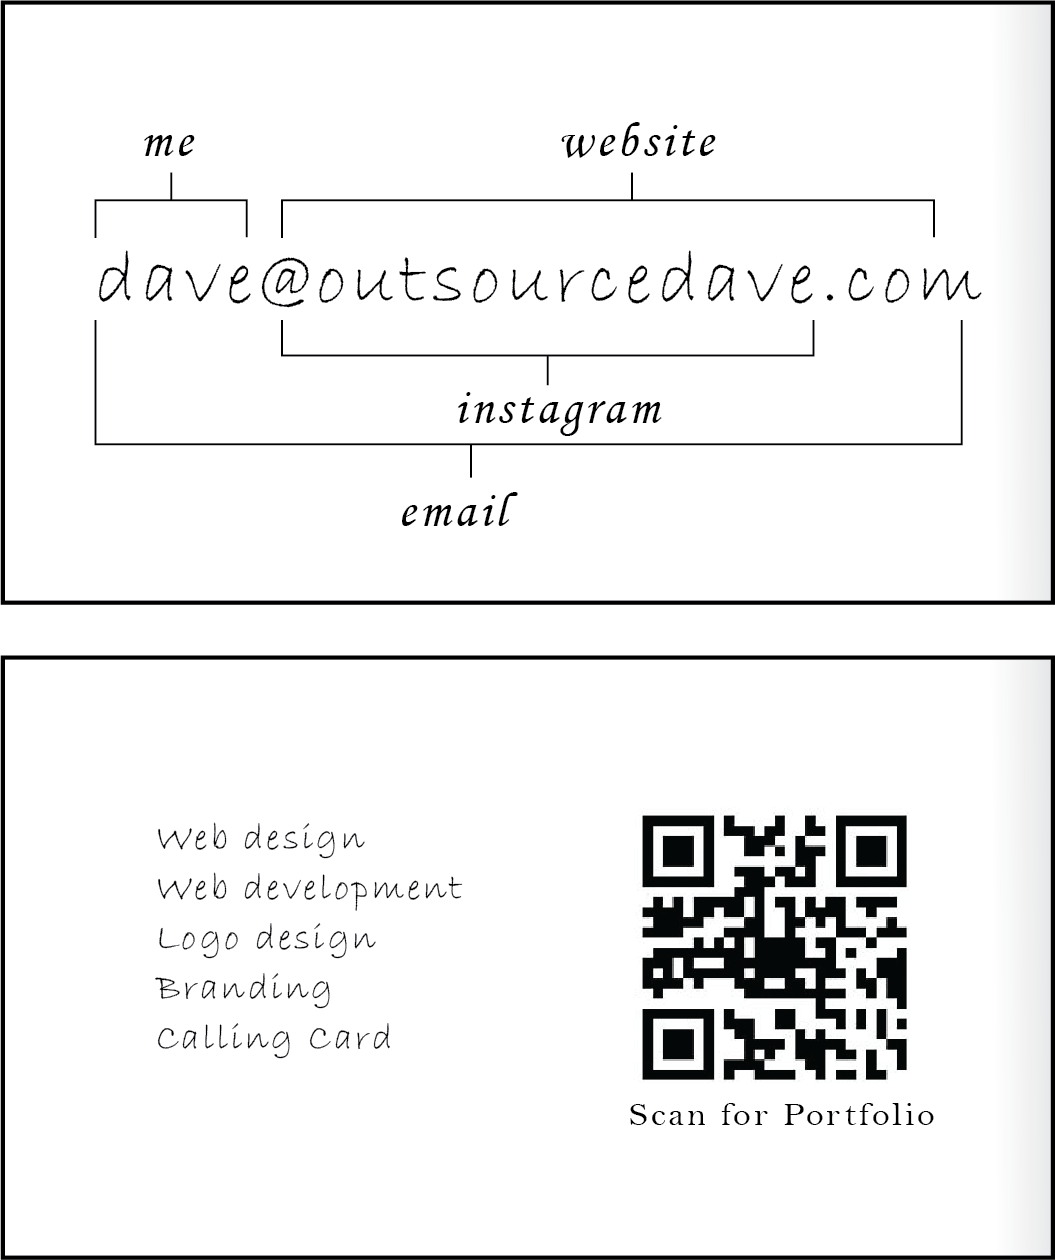 me
website
dave@outsourcedave.com
instagram
email
Web design
Web development
Logo design
Branding
Calling Card
Scan for Portfolio